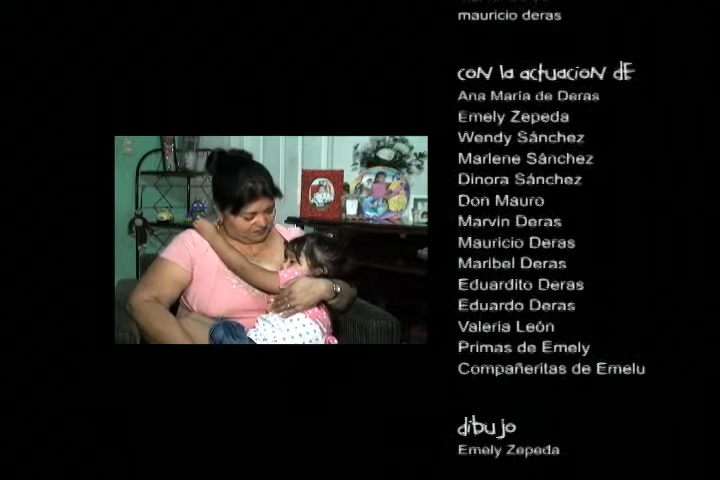 mauricio deras
con la actuacion de
Ana María de Deras
Emely Zepeda
Wendy Sánchez
Marlene Sánchez
Dinora Sánchez
Don Mauro
Marvin Deras
Mauricio Deras
Maribel Deras
Eduardito Deras
Eduardo Deras
Valeria León
Primas de Emely
Compañeritas de Emelu
dibujo
Emely Zepeda